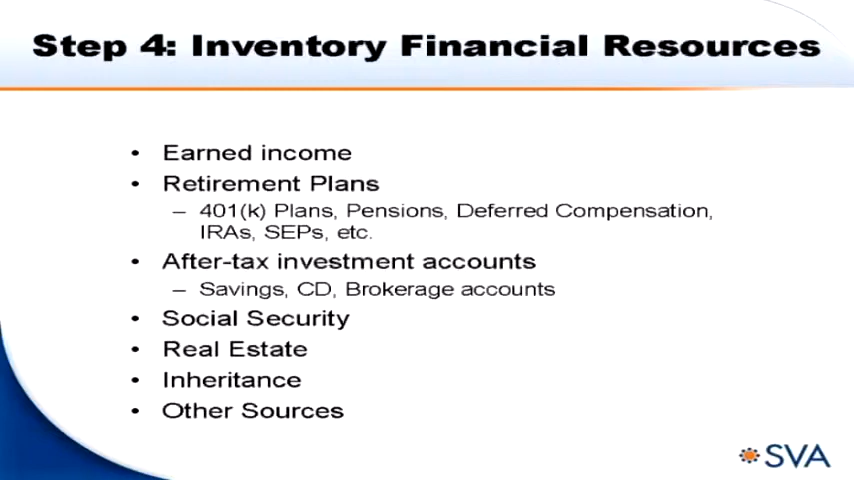 Step 4: Inventory Financial Resources
• Earned income
• Retirement Plans
– 401(k) Plans, Pensions, Deferred Compensation,
IRAs, SEPs, etc.
• After-tax investment accounts
– Savings, CD, Brokerage accounts
• Social Security
• Real Estate
• Inheritance
• Other Sources
SVA